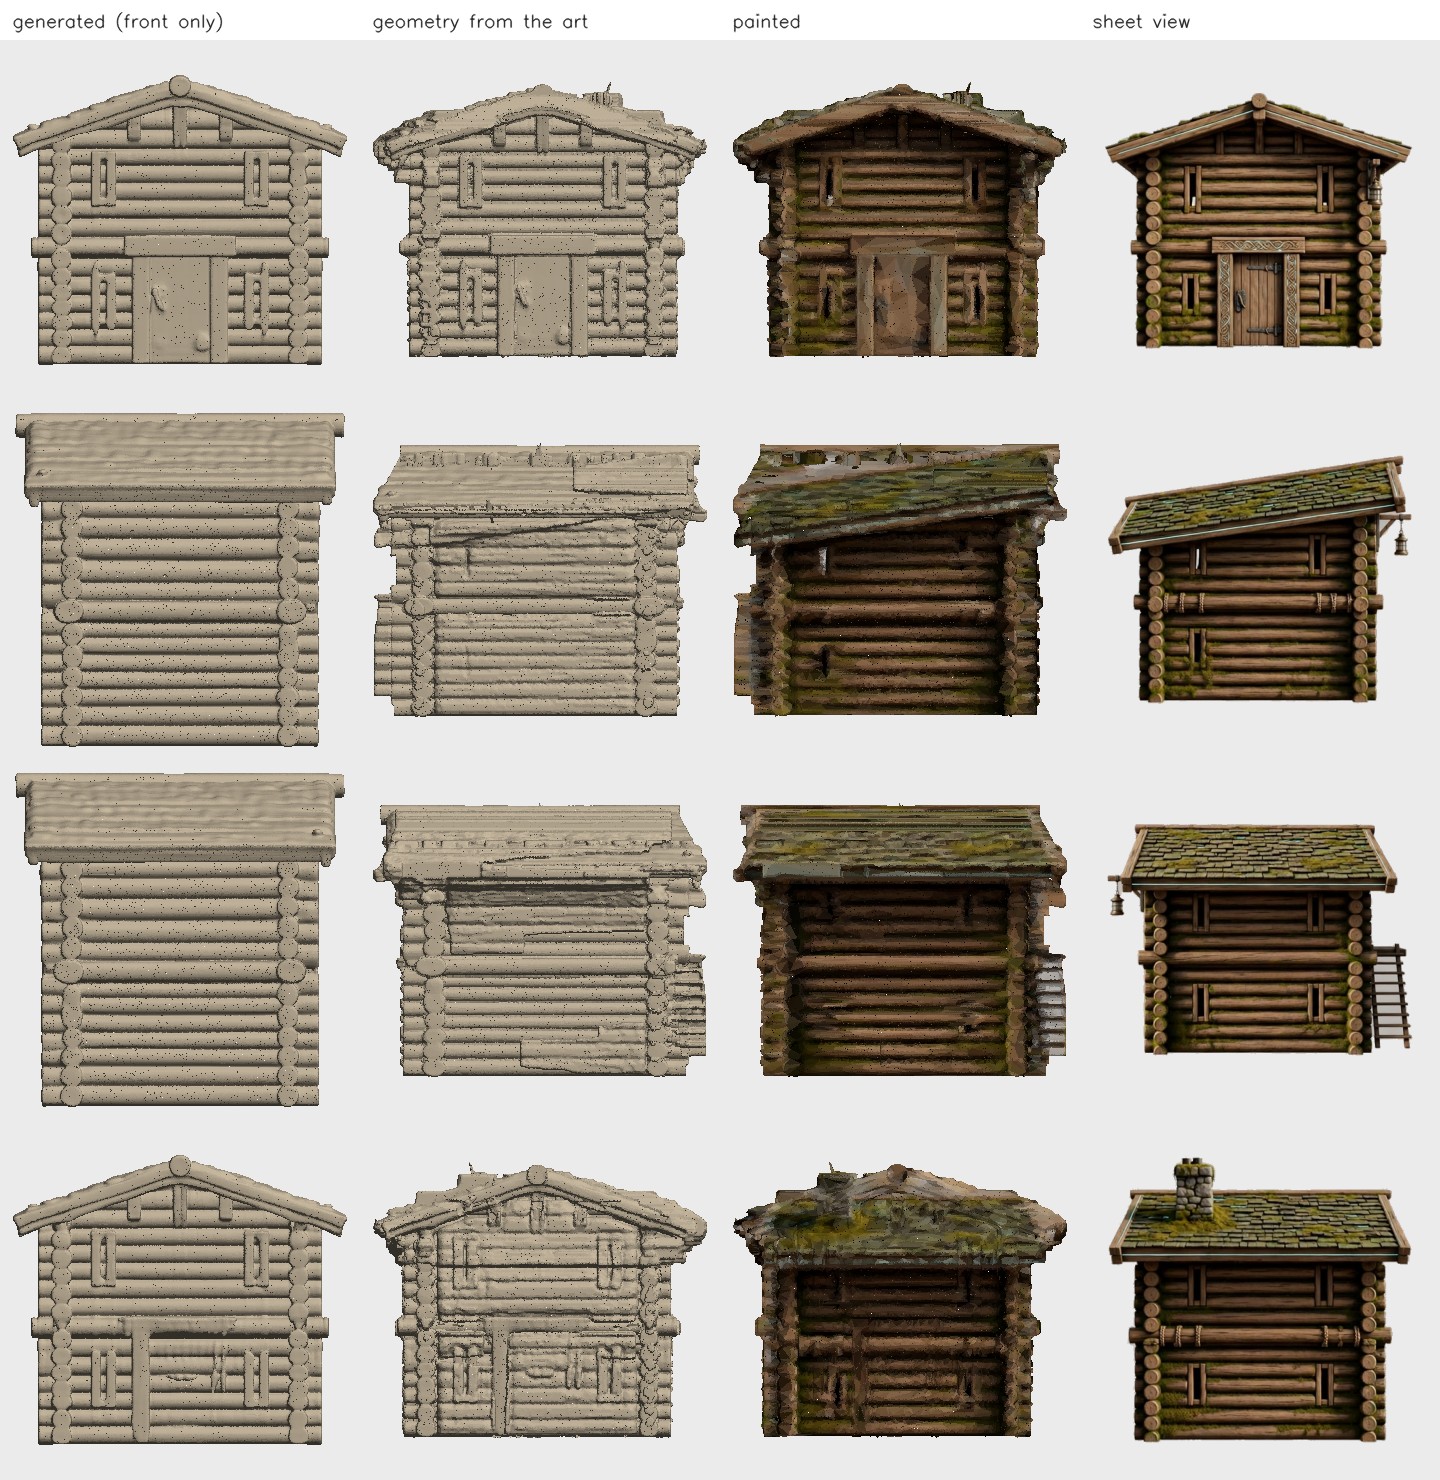 generated (front only)
geometry from the art
painted
sheet view